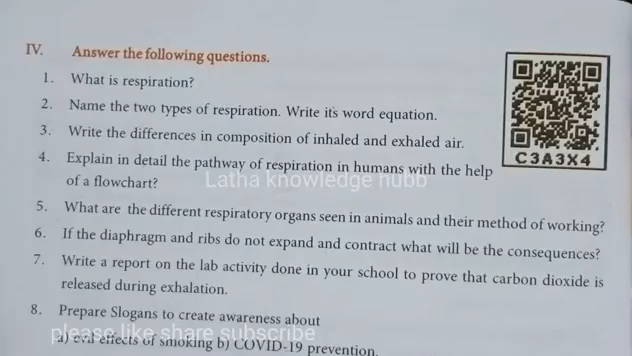 IV. Answer the following questions.
1. What is respiration?
2. Name the two types of respiration. Write it's word equation.
3. Write the differences in composition of inhaled and exhaled air.
4. Explain in detail the pathway of respiration in humans with the help
of a flowchart?
Latha knowledge hubb
C3A3X4
5. What are the different respiratory organs seen in animals and their method of working?
6. If the diaphragm and ribs do not expand and contract what will be the consequences?
7. Write a report on the lab activity done in your school to prove that carbon dioxide is
released during exhalation.
8. Prepare Slogans to create awareness about
please like share subscribe
a) evil effects of smoking b) COVID-19 prevention.